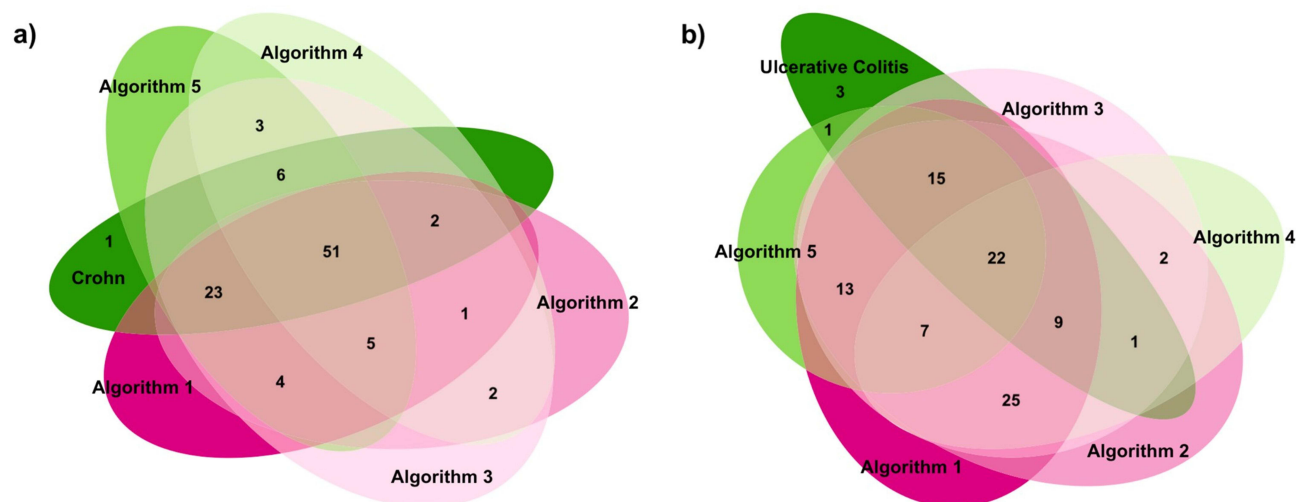 a)
Algorithm 4
Algorithm 5
3
6
2
1
51
Crohn
23
Algorithm 2
1
5
Algorithm 1
4
2
Algorithm 3
b)
Ulcerative Colitis
3
Algorithm 3
1
15
Algorithm 4
Algorithm 5
22
2
13
9
7
1
25
Algorithm 2
Algorithm 1